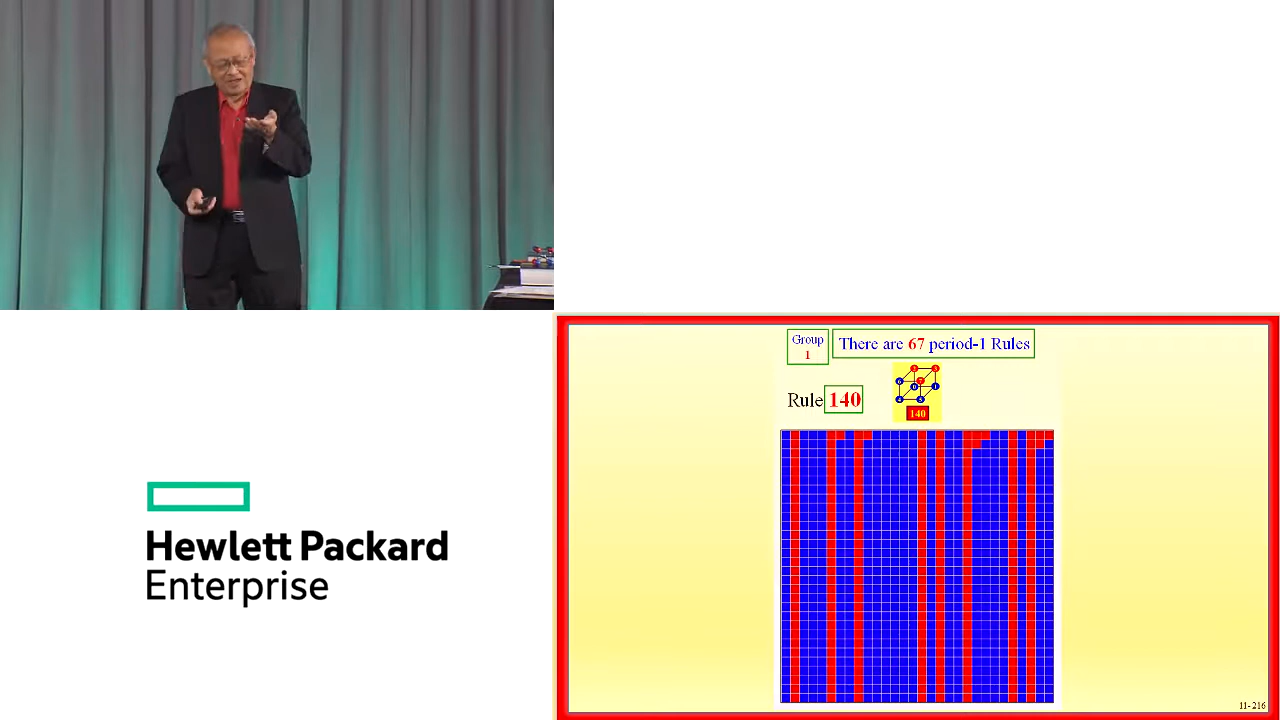 Group
1
There are 67 period-1 Rules
Rule 140
140
Hewlett Packard
Enterprise
11-216